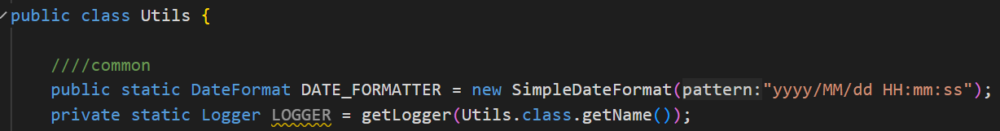 public class Utils {
////common
public static DateFormat DATE_FORMATTER = new SimpleDateFormat(pattern:"yyyy/MM/dd HH:mm:ss");
private static Logger LOGGER = getLogger(Utils.class.getName());